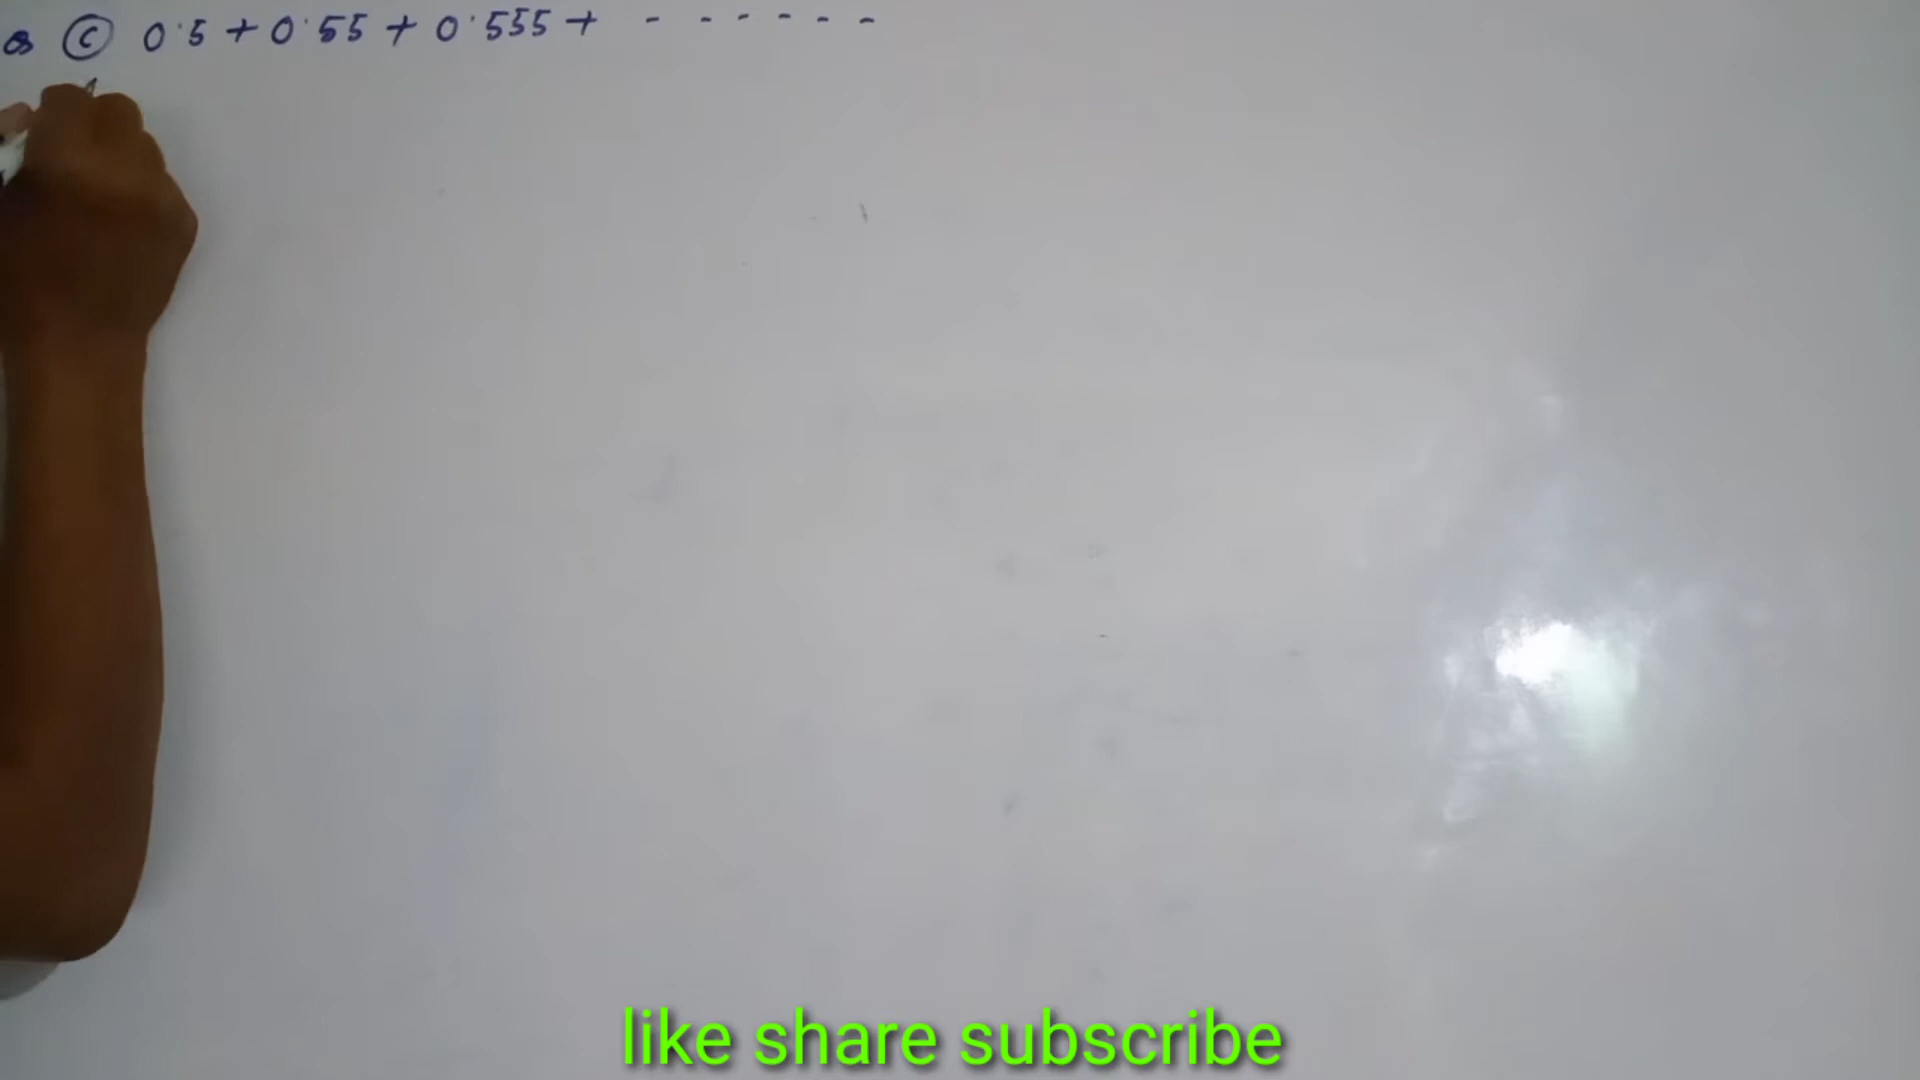 Ⓒ 0·5 + 0·55 + 0·555 + - - - - - -
like share subscribe